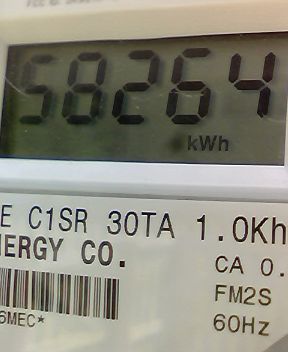 58264
kWh
E C1SR 30TA 1.0Kh
ERGY CO.
CA 0.
FM2S
6MEC*
60Hz